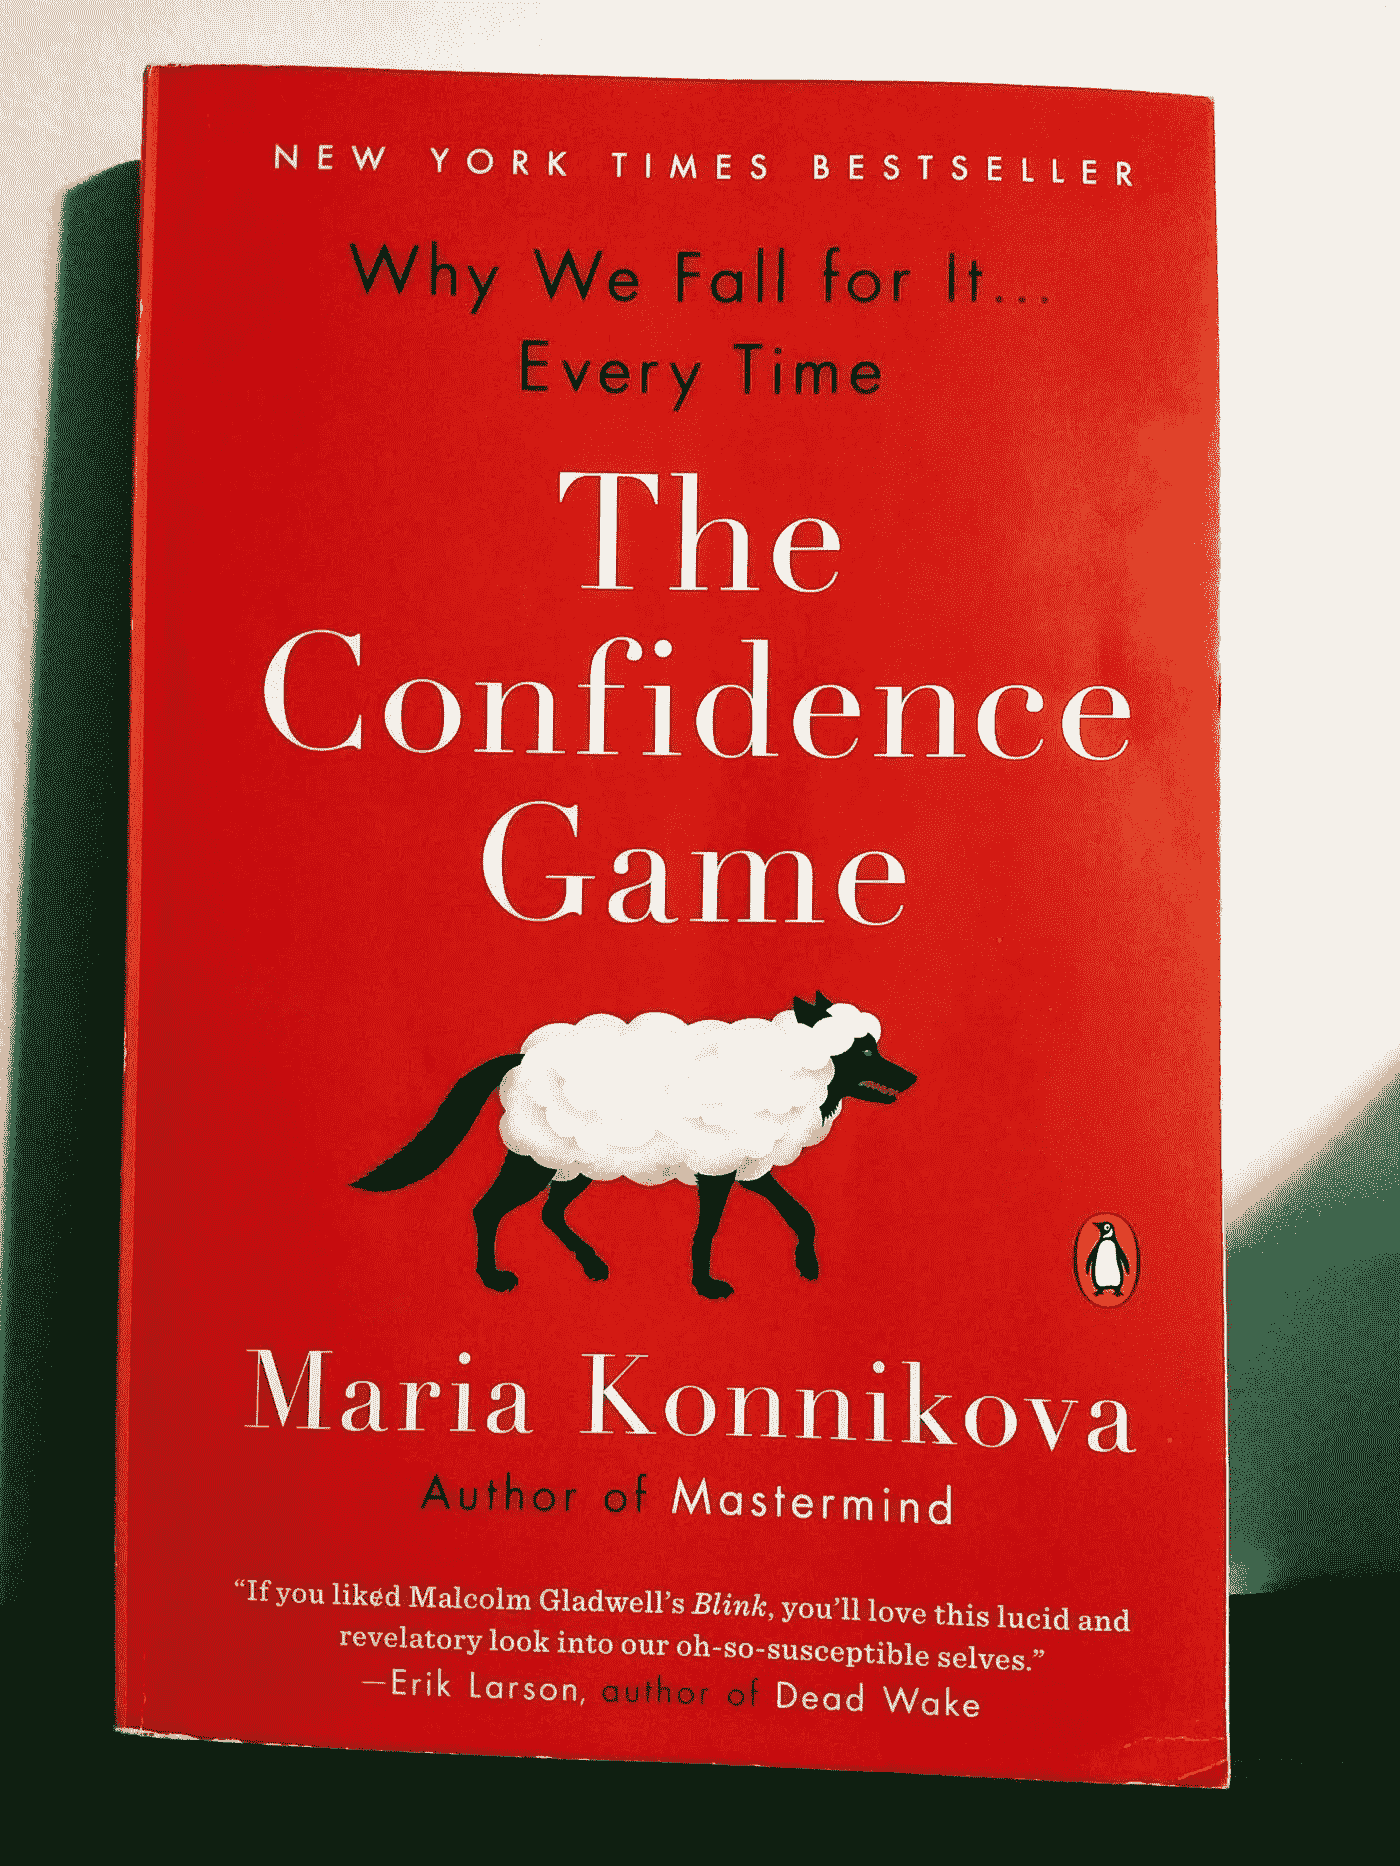 NEW YORK TIMES BESTSELLER
Why We Fall for It...
Every Time
The
Confidence
Game
Maria Konnikova
Author of Mastermind
“If you liked Malcolm Gladwell’s Blink, you’ll love this lucid and
revelatory look into our oh-so-susceptible selves.”
—Erik Larson, author of Dead Wake